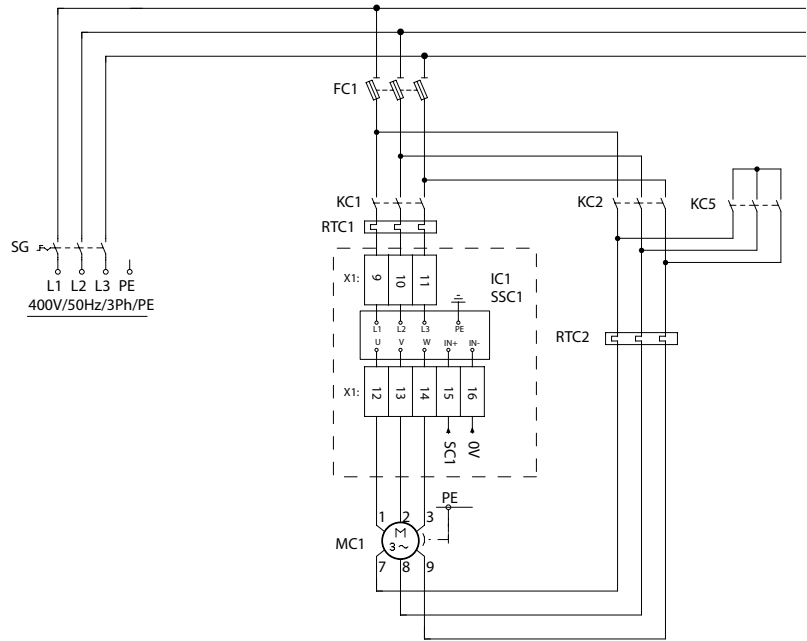 FC1
KC1
KC2
KC5
RTC1
SG
L1 L2 L3 PE
400V/50Hz/3Ph/PE
X1: 9 10 11
IC1
SSC1
L1 L2 L3 PE
U V W IN+ IN-
RTC2
X1: 12 13 14 15 16
SC1 0V
PE
1 2 3
MC1
M
3~
7 8 9